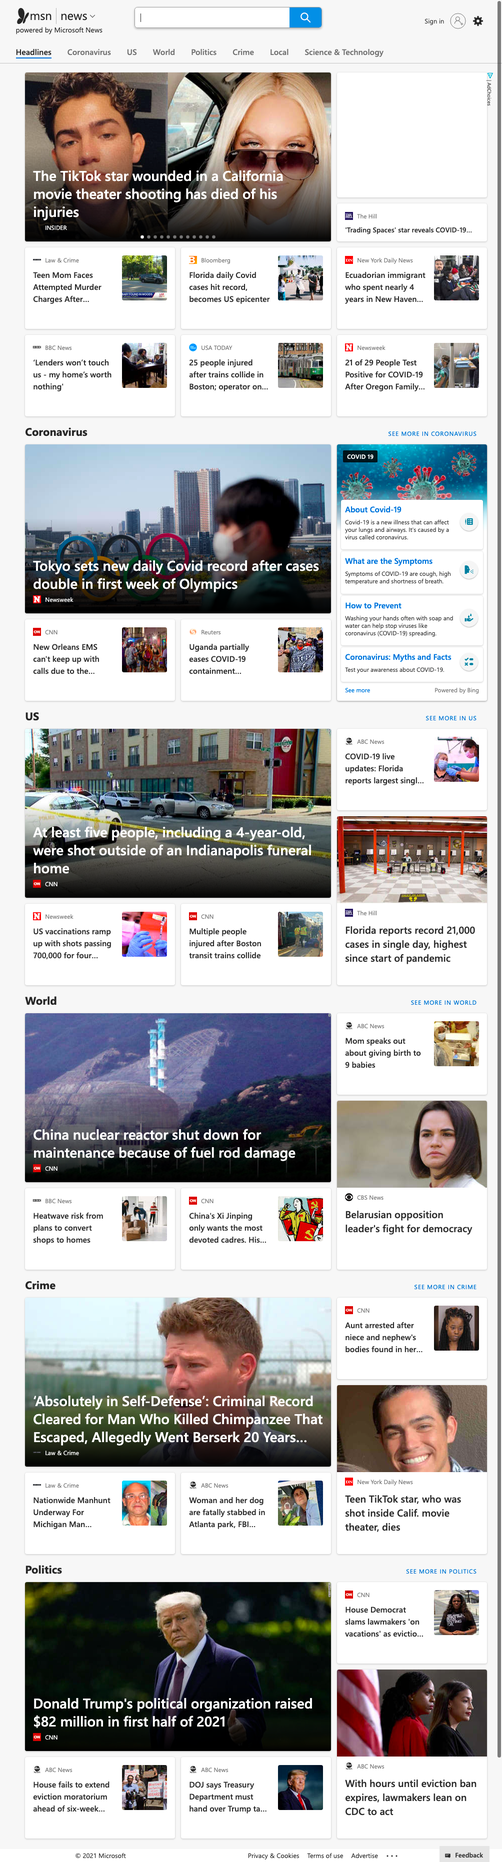 msn news
powered by Microsoft News
Sign in
Headlines Coronavirus US World Politics Crime Local Science & Technology
The TikTok star wounded in a California
movie theater shooting has died of his
injuries
INSIDER
AdChoices
The Hill
'Trading Spaces' star reveals COVID-19...
Law & Crime
Teen Mom Faces
Attempted Murder
Charges After...
Bloomberg
Florida daily Covid
cases hit record,
becomes US epicenter
New York Daily News
Ecuadorian immigrant
who spent nearly 4
years in New Haven...
BBC News
'Lenders won't touch
us - my home's worth
nothing'
USA TODAY
25 people injured
after trains collide in
Boston; operator on...
Newsweek
21 of 29 People Test
Positive for COVID-19
After Oregon Family...
Coronavirus
SEE MORE IN CORONAVIRUS
Tokyo sets new daily Covid record after cases
double in first week of Olympics
Newsweek
COVID 19
About Covid-19
Covid-19 is a new illness that can affect
your lungs and airways. It's caused by a
virus called coronavirus.
What are the Symptoms
Symptoms of COVID-19 are cough, high
temperature and shortness of breath.
How to Prevent
Washing your hands often with soap and
water can help stop viruses like
coronavirus (COVID-19) spreading.
Coronavirus: Myths and Facts
Test your awareness about COVID-19.
See more
Powered by Bing
CNN
New Orleans EMS
can't keep up with
calls due to the...
Reuters
Uganda partially
eases COVID-19
containment...
US
SEE MORE IN US
At least five people, including a 4-year-old,
were shot outside of an Indianapolis funeral
home
CNN
ABC News
COVID-19 live
updates: Florida
reports largest singl...
The Hill
Florida reports record 21,000
cases in single day, highest
since start of pandemic
Newsweek
US vaccinations ramp
up with shots passing
700,000 for four...
CNN
Multiple people
injured after Boston
transit trains collide
World
SEE MORE IN WORLD
China nuclear reactor shut down for
maintenance because of fuel rod damage
CNN
ABC News
Mom speaks out
about giving birth to
9 babies
CBS News
Belarusian opposition
leader's fight for democracy
BBC News
Heatwave risk from
plans to convert
shops to homes
CNN
China's Xi Jinping
only wants the most
devoted cadres. His...
Crime
SEE MORE IN CRIME
'Absolutely in Self-Defense': Criminal Record
Cleared for Man Who Killed Chimpanzee That
Escaped, Allegedly Went Berserk 20 Years...
Law & Crime
CNN
Aunt arrested after
niece and nephew's
bodies found in her...
New York Daily News
Teen TikTok star, who was
shot inside Calif. movie
theater, dies
Law & Crime
Nationwide Manhunt
Underway For
Michigan Man...
ABC News
Woman and her dog
are fatally stabbed in
Atlanta park, FBI...
Politics
SEE MORE IN POLITICS
Donald Trump's political organization raised
$82 million in first half of 2021
CNN
CNN
House Democrat
slams lawmakers 'on
vacations' as evictio...
ABC News
With hours until eviction ban
expires, lawmakers lean on
CDC to act
ABC News
House fails to extend
eviction moratorium
ahead of six-week...
ABC News
DOJ says Treasury
Department must
hand over Trump ta...
© 2021 Microsoft
Privacy & Cookies Terms of use Advertise ...
Feedback